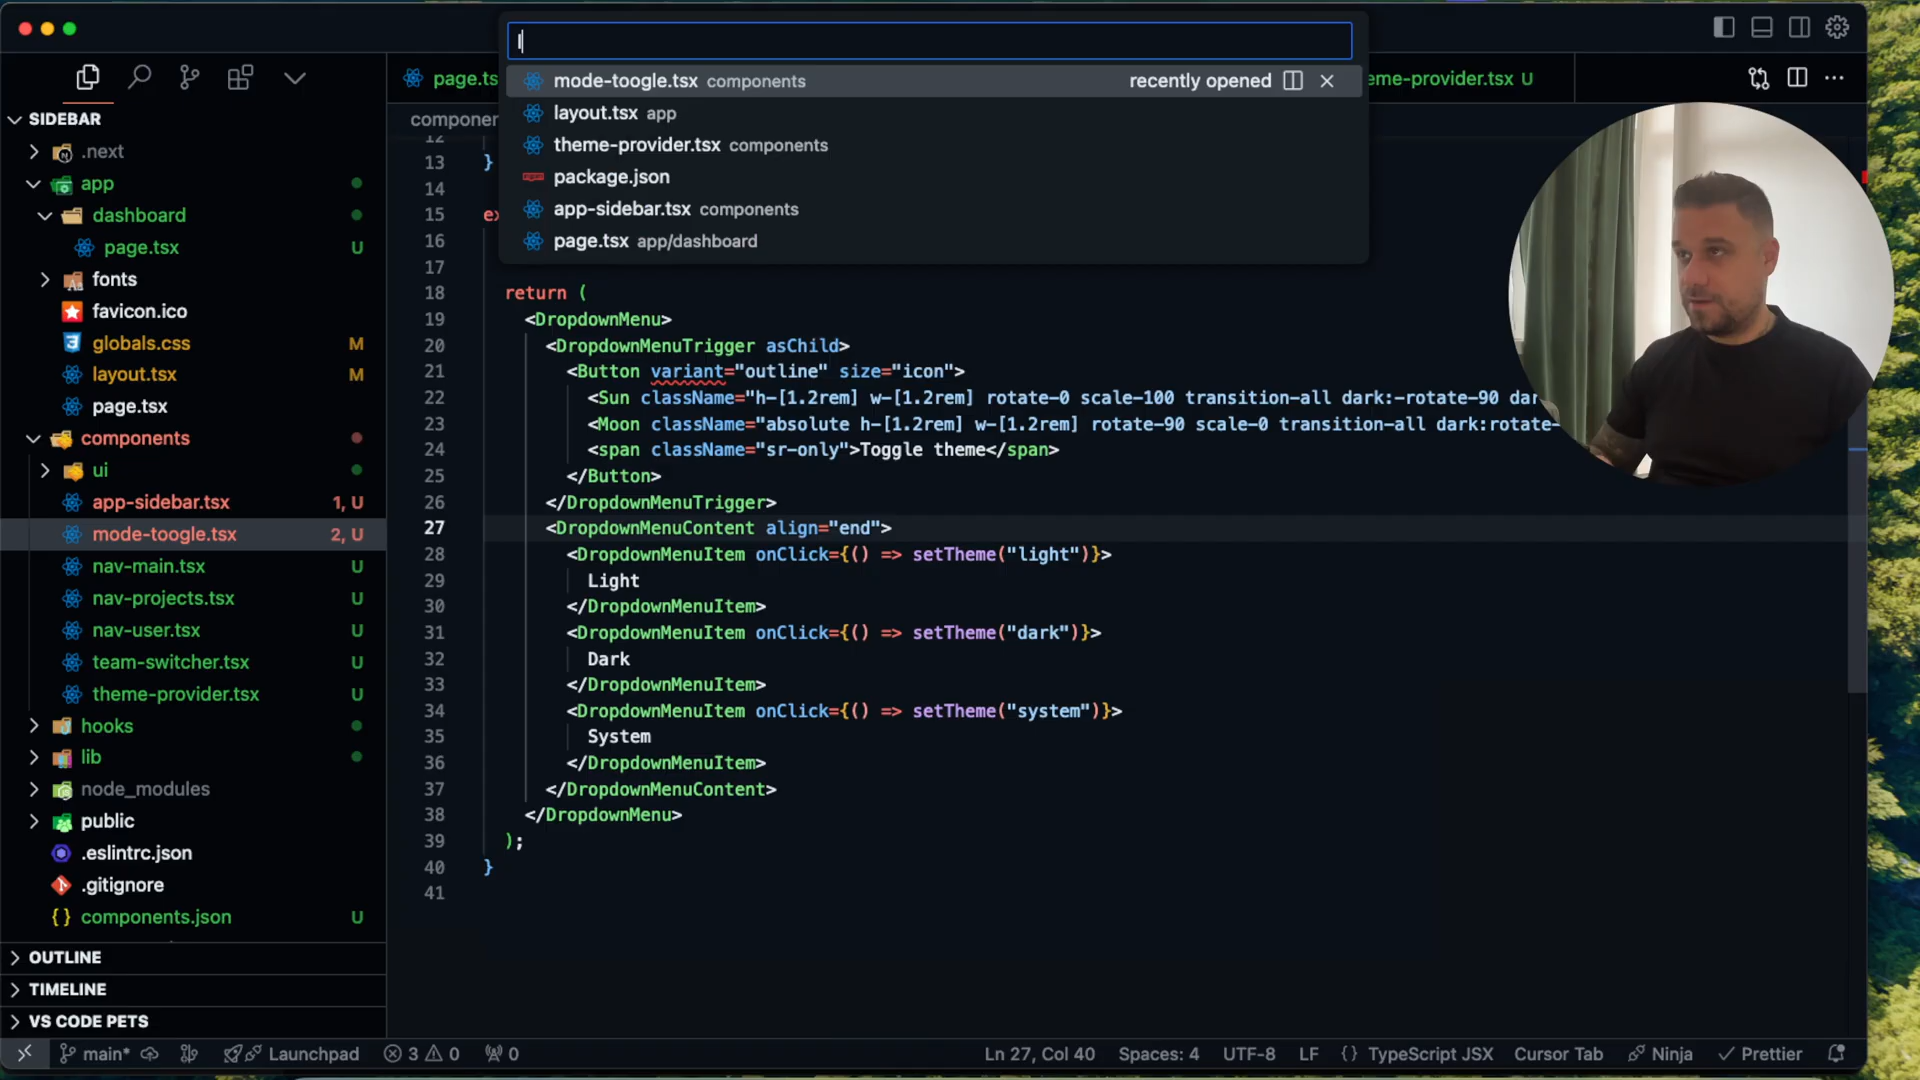 mode-toogle.tsx components recently opened
layout.tsx app
theme-provider.tsx components
package.json
app-sidebar.tsx components
page.tsx app/dashboard
page.ts
eme-provider.tsx U
componen
SIDEBAR
.next
app
dashboard
page.tsx U
fonts
favicon.ico
globals.css M
layout.tsx M
page.tsx
components
ui
app-sidebar.tsx 1, U
mode-toogle.tsx 2, U
nav-main.tsx U
nav-projects.tsx U
nav-user.tsx U
team-switcher.tsx U
theme-provider.tsx U
hooks
lib
node_modules
public
.eslintrc.json
.gitignore
components.json U
OUTLINE
TIMELINE
VS CODE PETS
12
13 }
14
15 ex
16
17
18 return (
19 <DropdownMenu>
20 <DropdownMenuTrigger asChild>
21 <Button variant="outline" size="icon">
22 <Sun className="h-[1.2rem] w-[1.2rem] rotate-0 scale-100 transition-all dark:-rotate-90 dar
23 <Moon className="absolute h-[1.2rem] w-[1.2rem] rotate-90 scale-0 transition-all dark:rotate-
24 <span className="sr-only">Toggle theme</span>
25 </Button>
26 </DropdownMenuTrigger>
27 <DropdownMenuContent align="end">
28 <DropdownMenuItem onClick={() => setTheme("light")}>
29 Light
30 </DropdownMenuItem>
31 <DropdownMenuItem onClick={() => setTheme("dark")}>
32 Dark
33 </DropdownMenuItem>
34 <DropdownMenuItem onClick={() => setTheme("system")}>
35 System
36 </DropdownMenuItem>
37 </DropdownMenuContent>
38 </DropdownMenu>
39 );
40 }
41
main* Launchpad 3 0 0 Ln 27, Col 40 Spaces: 4 UTF-8 LF {} TypeScript JSX Cursor Tab Ninja Prettier